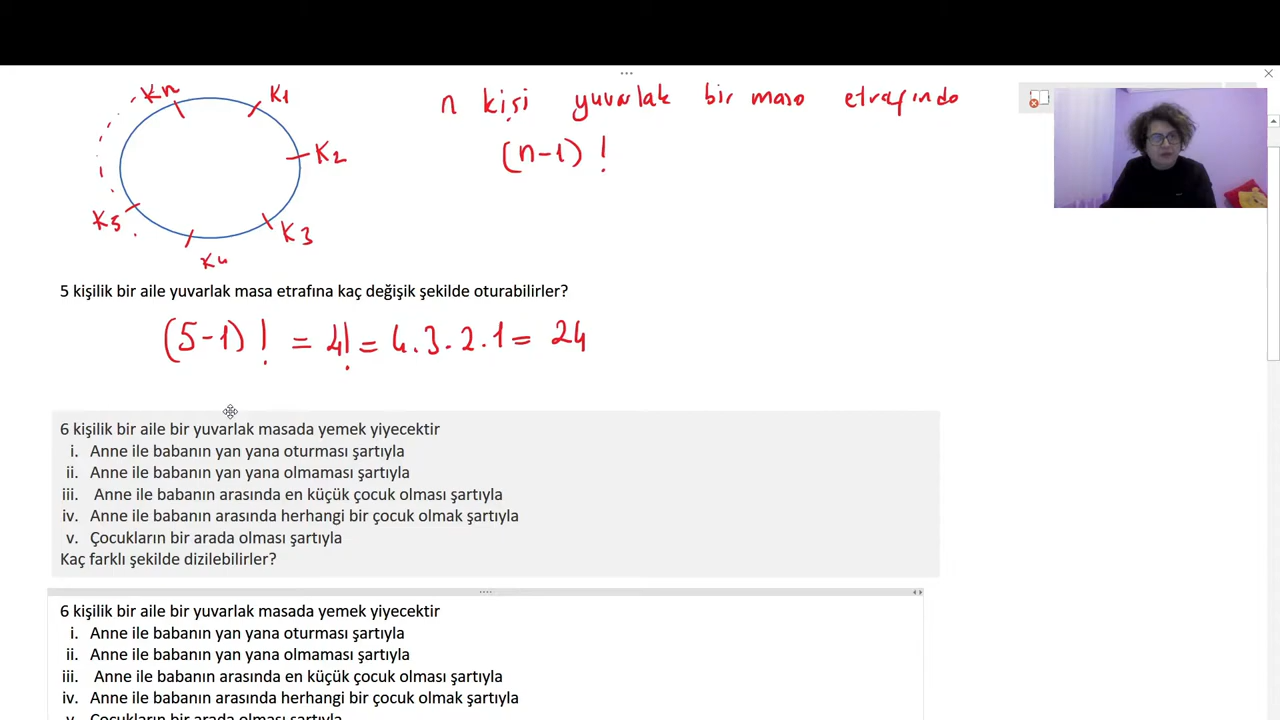 Kn K1
n kişi yuvarlak bir masa etrafında
K2
(n-1) !
K5
K3
K4
5 kişilik bir aile yuvarlak masa etrafına kaç değişik şekilde oturabilirler?
(5-1) ! = 4! = 4.3.2.1 = 24
6 kişilik bir aile bir yuvarlak masada yemek yiyecektir
i. Anne ile babanın yan yana oturması şartıyla
ii. Anne ile babanın yan yana olmaması şartıyla
iii. Anne ile babanın arasında en küçük çocuk olması şartıyla
iv. Anne ile babanın arasında herhangi bir çocuk olmak şartıyla
v. Çocukların bir arada olması şartıyla
Kaç farklı şekilde dizilebilirler?
6 kişilik bir aile bir yuvarlak masada yemek yiyecektir
i. Anne ile babanın yan yana oturması şartıyla
ii. Anne ile babanın yan yana olmaması şartıyla
iii. Anne ile babanın arasında en küçük çocuk olması şartıyla
iv. Anne ile babanın arasında herhangi bir çocuk olmak şartıyla
v. Çocukların bir arada olması şartıyla